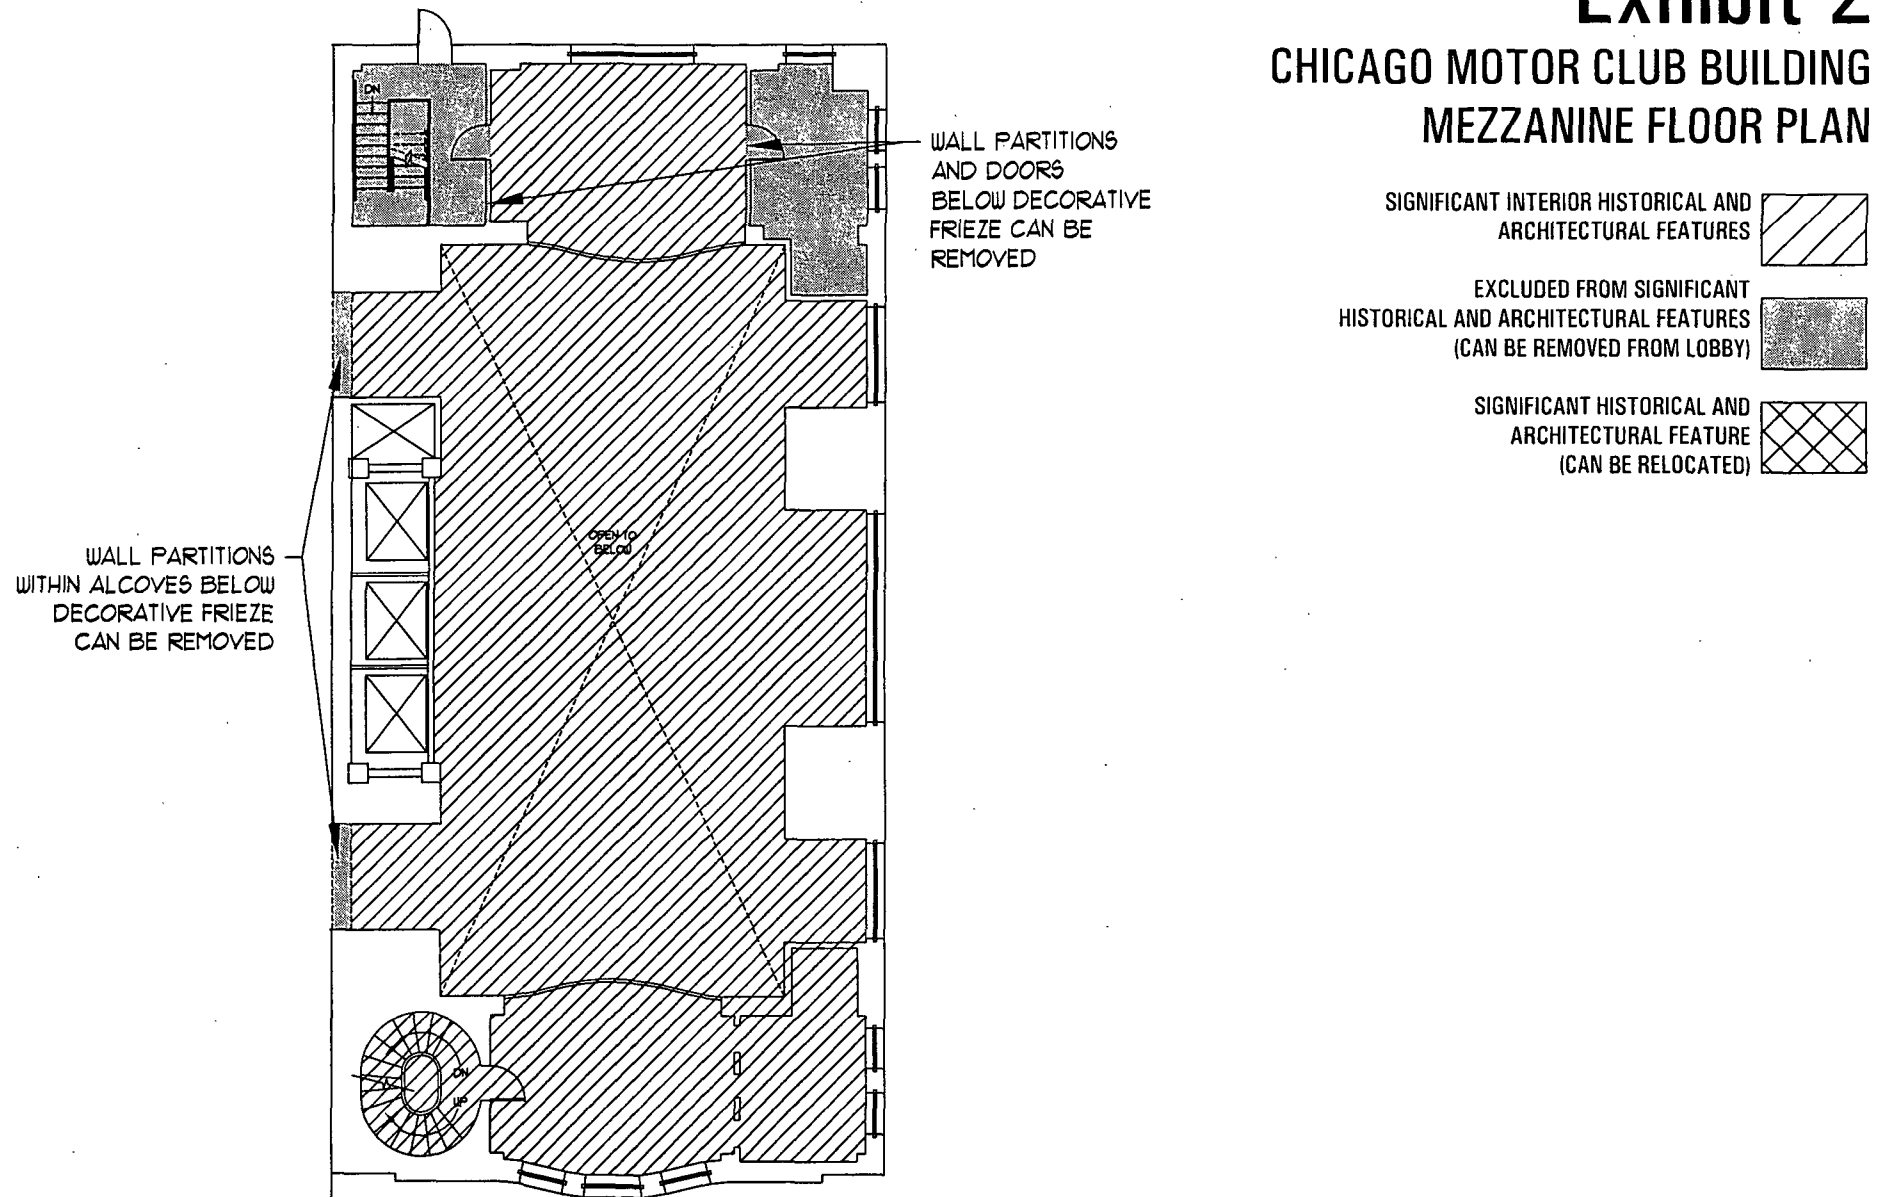 Exhibit 2
CHICAGO MOTOR CLUB BUILDING
MEZZANINE FLOOR PLAN
SIGNIFICANT INTERIOR HISTORICAL AND
ARCHITECTURAL FEATURES
EXCLUDED FROM SIGNIFICANT
HISTORICAL AND ARCHITECTURAL FEATURES
(CAN BE REMOVED FROM LOBBY)
SIGNIFICANT HISTORICAL AND
ARCHITECTURAL FEATURE
(CAN BE RELOCATED)
DN
WALL PARTITIONS
AND DOORS
BELOW DECORATIVE
FRIEZE CAN BE
REMOVED
OPEN TO
BELOW
WALL PARTITIONS
WITHIN ALCOVES BELOW
DECORATIVE FRIEZE
CAN BE REMOVED
DN
UP